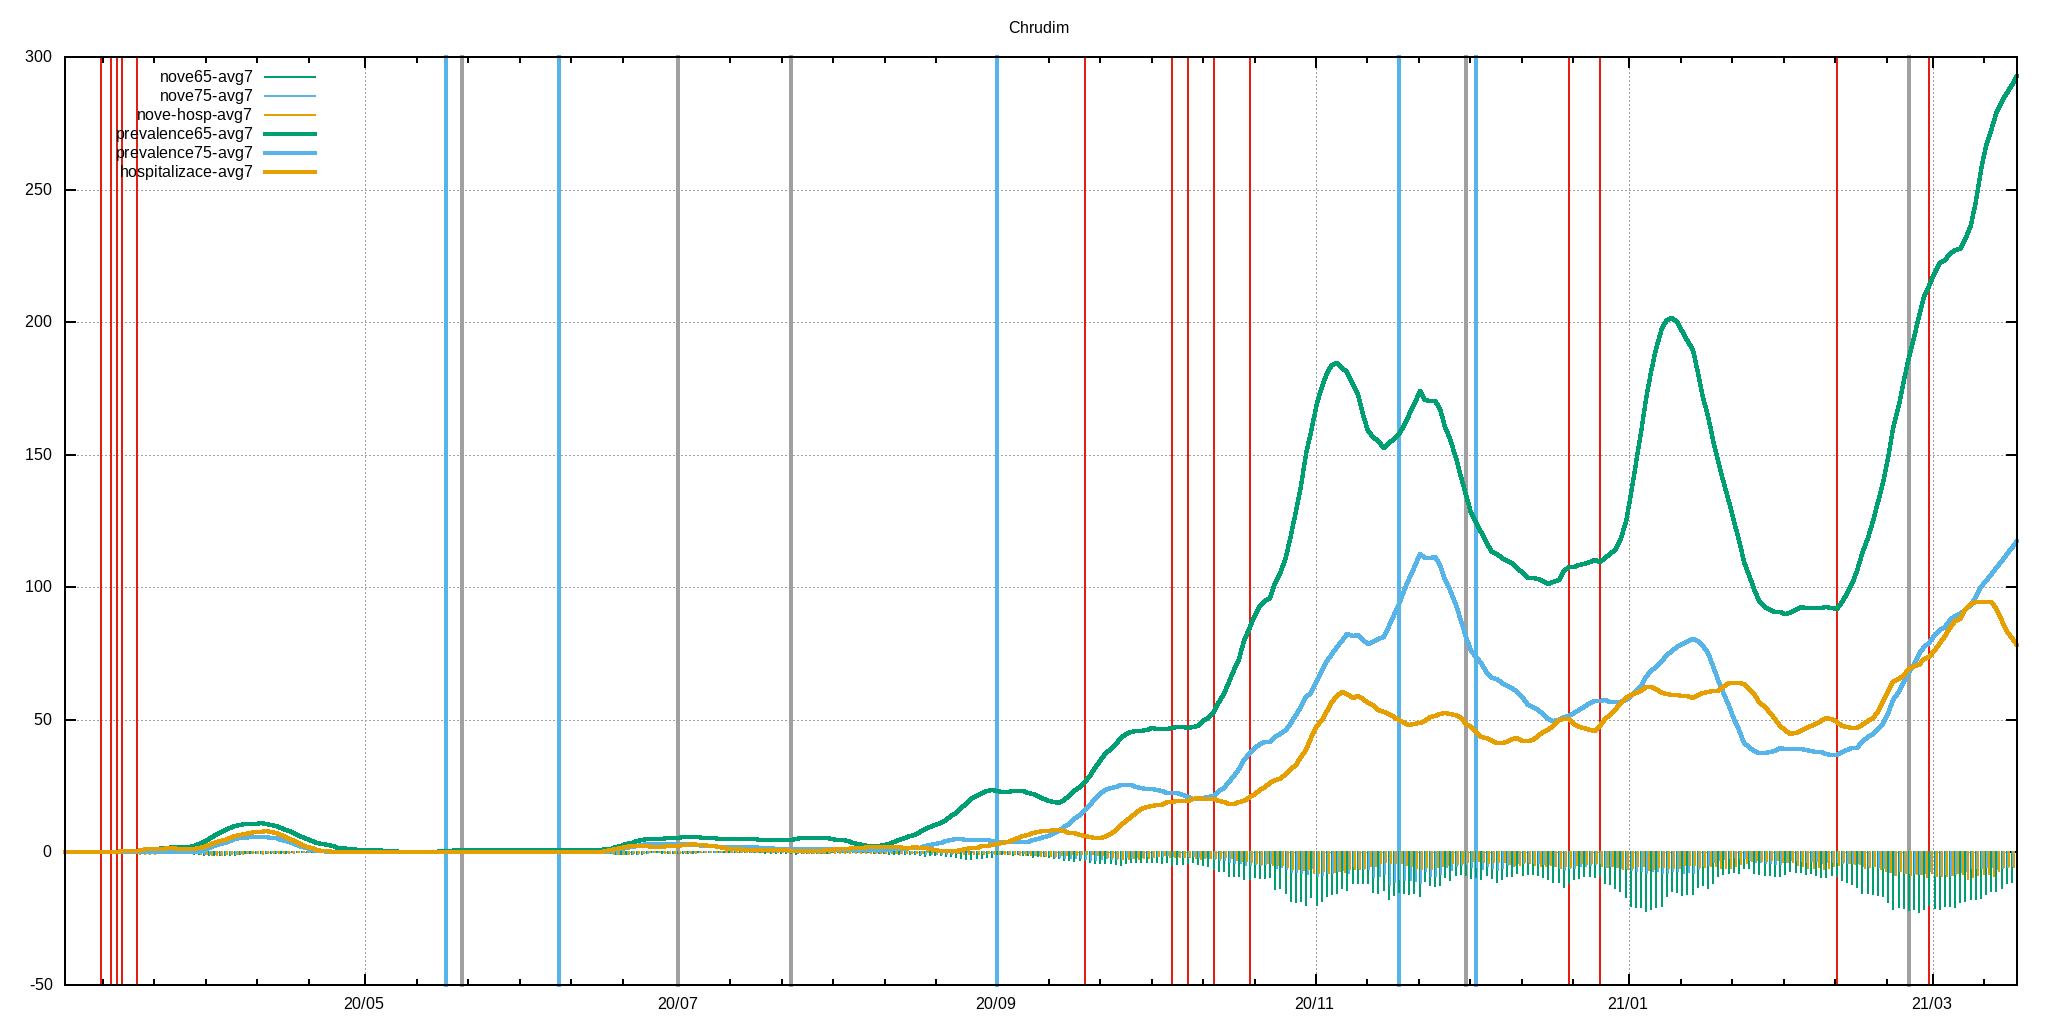 Chrudim
300
250
200
150
100
50
0
-50
nove65-avg7
nove75-avg7
nove-hosp-avg7
prevalence65-avg7
prevalence75-avg7
hospitalizace-avg7
20/05 20/07 20/09 20/11 21/01 21/03